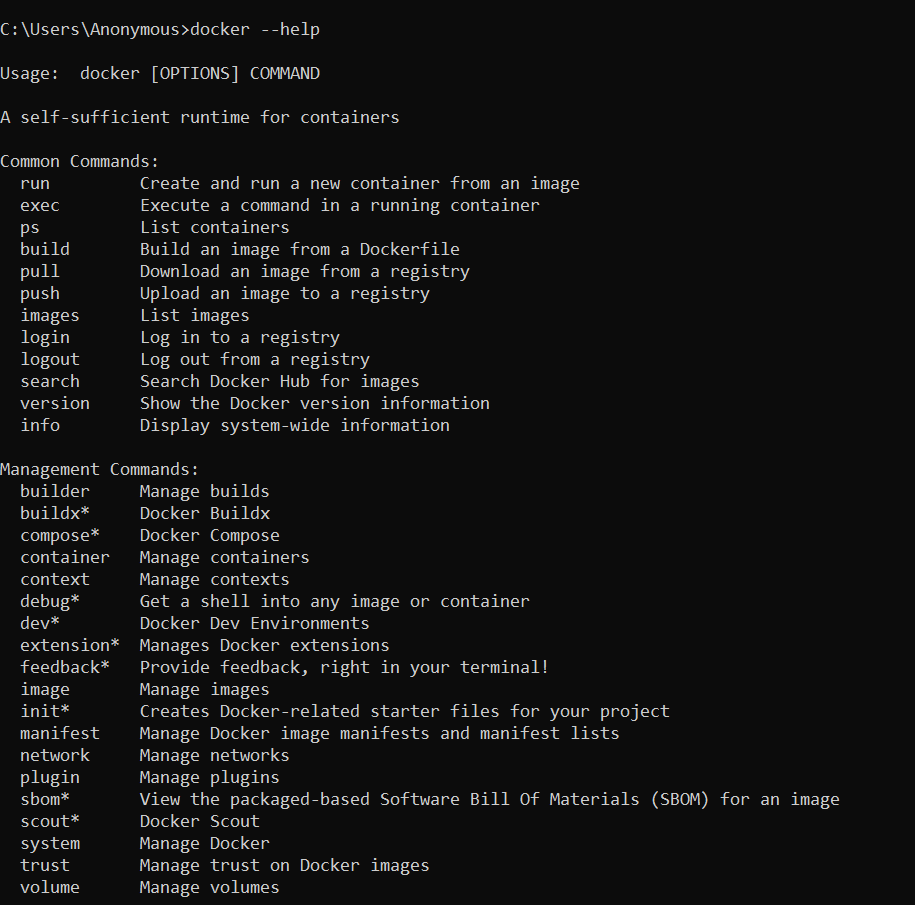 C:\Users\Anonymous>docker --help
Usage:  docker [OPTIONS] COMMAND
A self-sufficient runtime for containers
Common Commands:
  run         Create and run a new container from an image
  exec        Execute a command in a running container
  ps          List containers
  build       Build an image from a Dockerfile
  pull        Download an image from a registry
  push        Upload an image to a registry
  images      List images
  login       Log in to a registry
  logout      Log out from a registry
  search      Search Docker Hub for images
  version     Show the Docker version information
  info        Display system-wide information
Management Commands:
  builder     Manage builds
  buildx*     Docker Buildx
  compose*    Docker Compose
  container   Manage containers
  context     Manage contexts
  debug*      Get a shell into any image or container
  dev*        Docker Dev Environments
  extension*  Manages Docker extensions
  feedback*   Provide feedback, right in your terminal!
  image       Manage images
  init*       Creates Docker-related starter files for your project
  manifest    Manage Docker image manifests and manifest lists
  network     Manage networks
  plugin      Manage plugins
  sbom*       View the packaged-based Software Bill Of Materials (SBOM) for an image
  scout*      Docker Scout
  system      Manage Docker
  trust       Manage trust on Docker images
  volume      Manage volumes